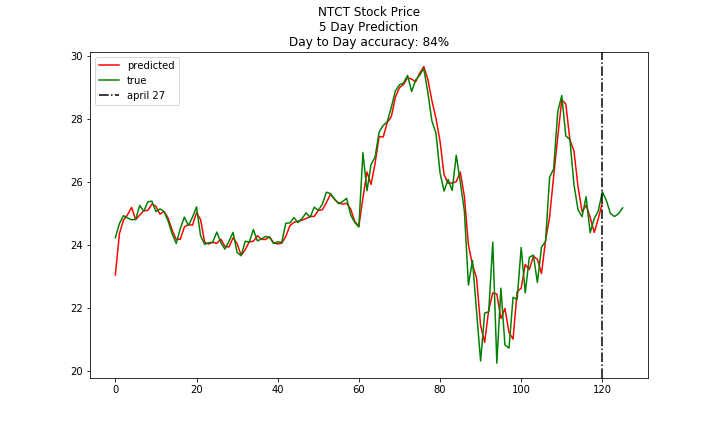 NTCT Stock Price
5 Day Prediction
Day to Day accuracy: 84%
predicted
true
april 27
30
28
26
24
22
20
0
20
40
60
80
100
120